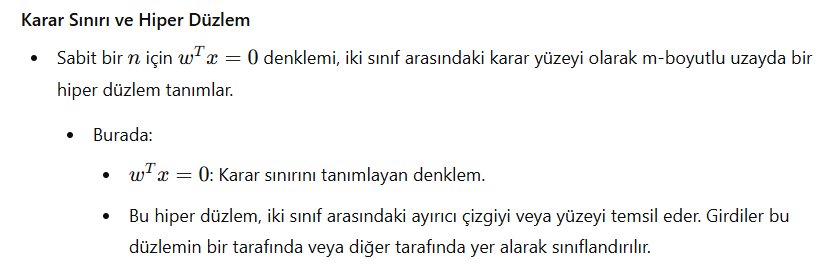 Karar Sınırı ve Hiper Düzlem
• Sabit bir n için wᵀx = 0 denklemi, iki sınıf arasındaki karar yüzeyi olarak m-boyutlu uzayda bir
hiper düzlem tanımlar.
• Burada:
• wᵀx = 0: Karar sınırını tanımlayan denklem.
• Bu hiper düzlem, iki sınıf arasındaki ayırıcı çizgiyi veya yüzeyi temsil eder. Girdiler bu
düzlemin bir tarafında veya diğer tarafında yer alarak sınıflandırılır.